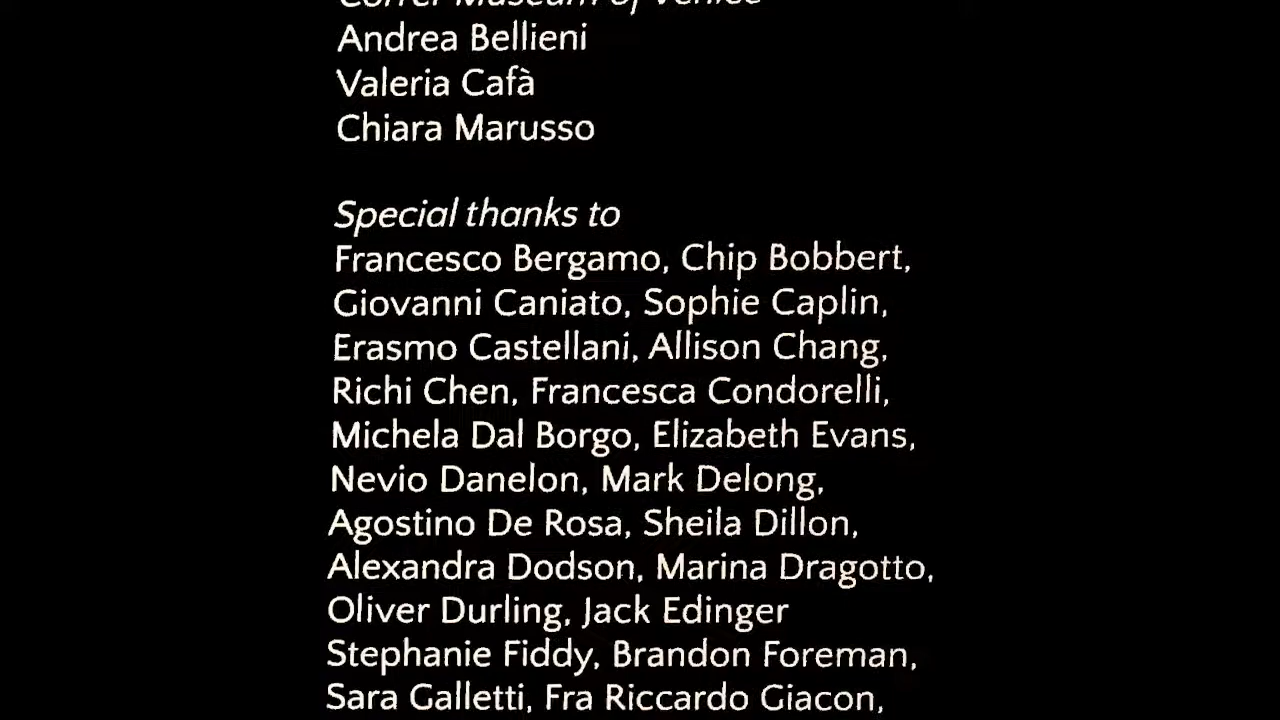 Correr Museum of Venice
Andrea Bellieni
Valeria Cafà
Chiara Marusso
Special thanks to
Francesco Bergamo, Chip Bobbert,
Giovanni Caniato, Sophie Caplin,
Erasmo Castellani, Allison Chang,
Richi Chen, Francesca Condorelli,
Michela Dal Borgo, Elizabeth Evans,
Nevio Danelon, Mark Delong,
Agostino De Rosa, Sheila Dillon,
Alexandra Dodson, Marina Dragotto,
Oliver Durling, Jack Edinger
Stephanie Fiddy, Brandon Foreman,
Sara Galletti, Fra Riccardo Giacon,